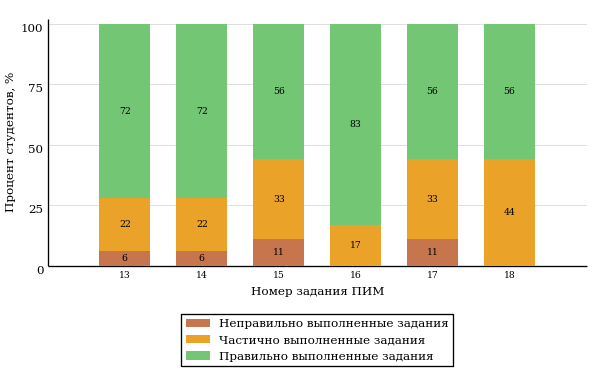 100
75
50
25
0
Процент студентов, %
72 72 56 83 56 56
22 22 33 17 33 44
6 6 11 11
13 14 15 16 17 18
Номер задания ПИМ
Неправильно выполненные задания
Частично выполненные задания
Правильно выполненные задания